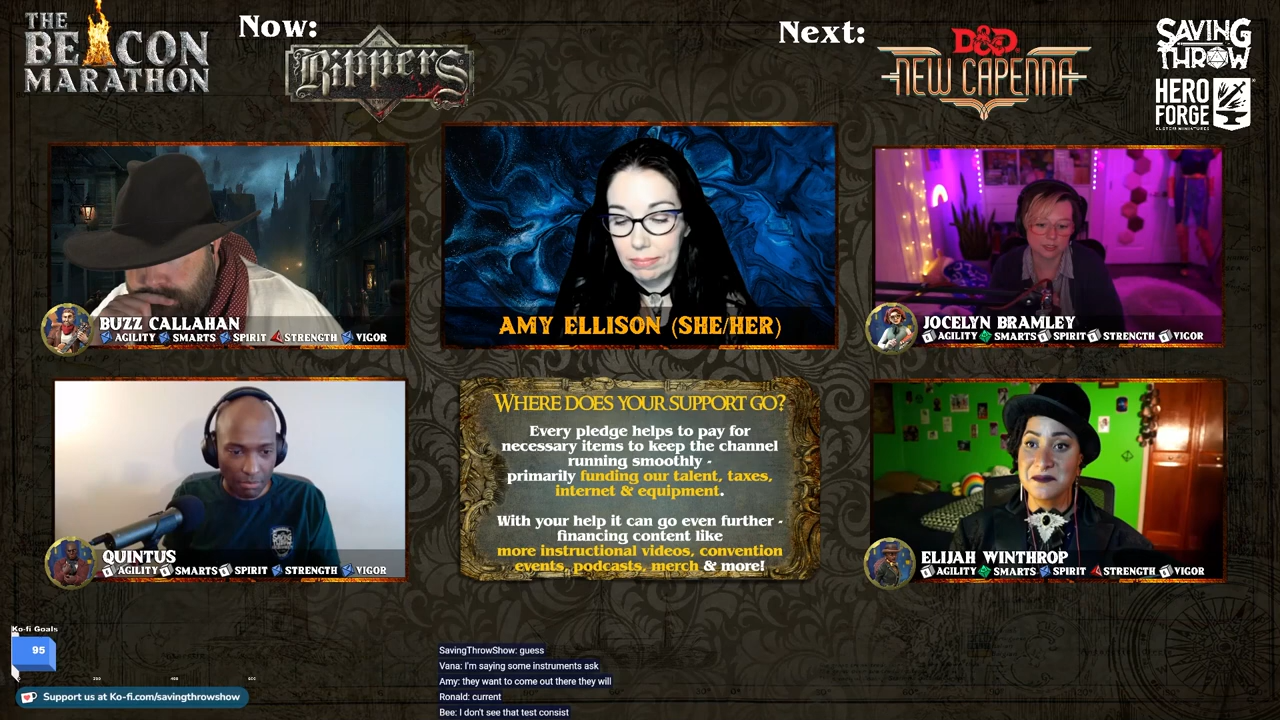 THE
BEACON
MARATHON
Now:
Rippers
Next:
D&D
NEW CAPENNA
SAVING
THROW
HERO
FORGE
CUSTOM MINIATURES
BUZZ CALLAHAN
AGILITY SMARTS SPIRIT STRENGTH VIGOR
AMY ELLISON (SHE/HER)
JOCELYN BRAMLEY
AGILITY SMARTS SPIRIT STRENGTH VIGOR
QUINTUS
AGILITY SMARTS SPIRIT STRENGTH VIGOR
WHERE DOES YOUR SUPPORT GO?
Every pledge helps to pay for
necessary items to keep the channel
running smoothly -
primarily funding our talent, taxes,
internet & equipment.
With your help it can go even further -
financing content like
more instructional videos, convention
events, podcasts, merch & more!
ELIJAH WINTHROP
AGILITY SMARTS SPIRIT STRENGTH VIGOR
Ko-fi Goals
95
Support us at Ko-fi.com/savingthrowshow
SavingThrowShow: guess
Vana: I'm saying some instruments ask
Amy: they want to come out there they will
Ronald: current
Bee: I don't see that test consist